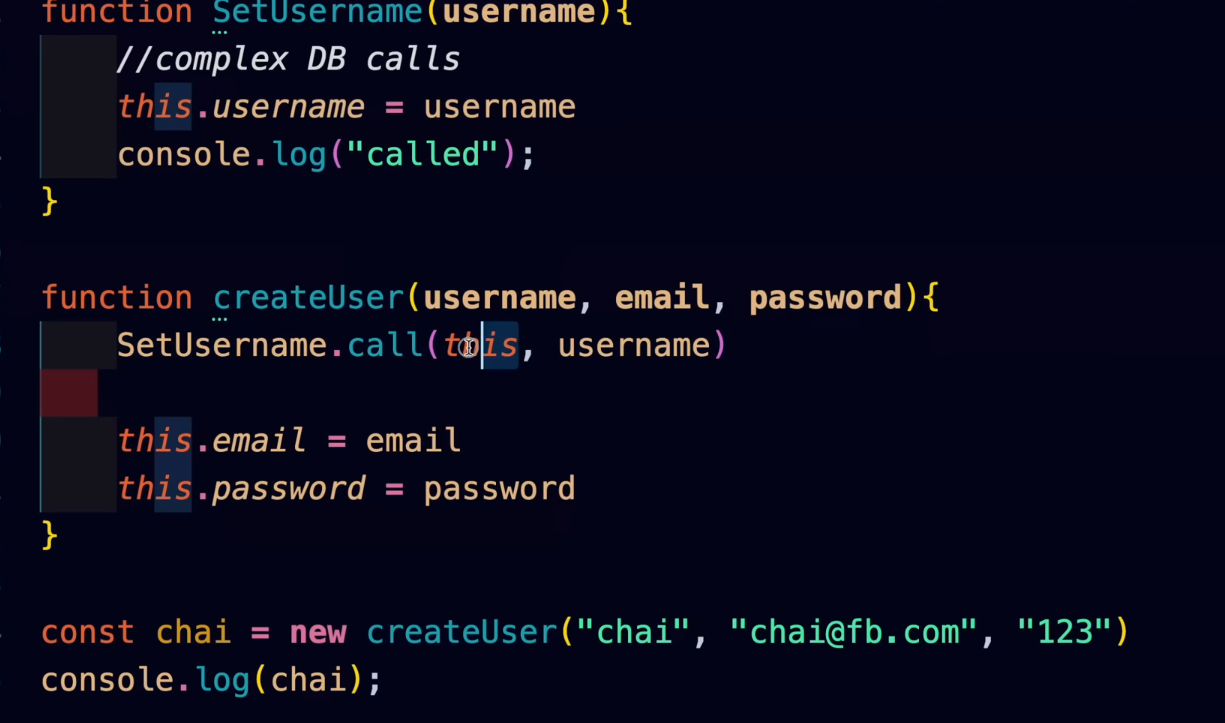 function SetUsername(username){
//complex DB calls
this.username = username
console.log("called");
}
function createUser(username, email, password){
SetUsername.call(this, username)
this.email = email
this.password = password
}
const chai = new createUser("chai", "chai@fb.com", "123")
console.log(chai);